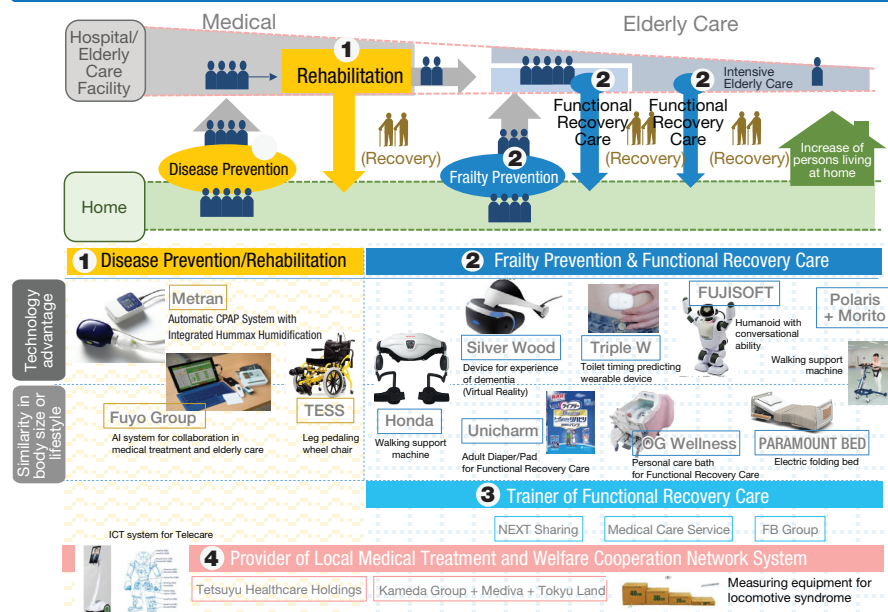 Medical
Elderly Care
Hospital/
Elderly
Care
Facility
1
Rehabilitation
2
Functional
Recovery
Care
2
Functional
Recovery
Care
Intensive
Elderly Care
(Recovery)
(Recovery)
(Recovery)
Disease Prevention
2
Frailty Prevention
Increase of
persons living
at home
Home
1 Disease Prevention/Rehabilitation
2 Frailty Prevention & Functional Recovery Care
Technology
advantage
Metran
Automatic CPAP System with
Integrated Hummax Humidification
Silver Wood
Device for experience
of dementia
(Virtual Reality)
Triple W
Toilet timing predicting
wearable device
FUJISOFT
Humanoid with
conversational
ability
Polaris
+ Morito
Walking support
machine
Similarity in
body size or
lifestyle
Fuyo Group
AI system for collaboration in
medical treatment and elderly care
TESS
Leg pedaling
wheel chair
Honda
Walking support
machine
Unicharm
Adult Diaper/Pad
for Functional Recovery Care
OG Wellness
Personal care bath
for Functional Recovery Care
PARAMOUNT BED
Electric folding bed
3 Trainer of Functional Recovery Care
NEXT Sharing
Medical Care Service
FB Group
ICT system for Telecare
4 Provider of Local Medical Treatment and Welfare Cooperation Network System
Tetsuyu Healthcare Holdings
Kameda Group + Mediva + Tokyu Land
Measuring equipment for
locomotive syndrome